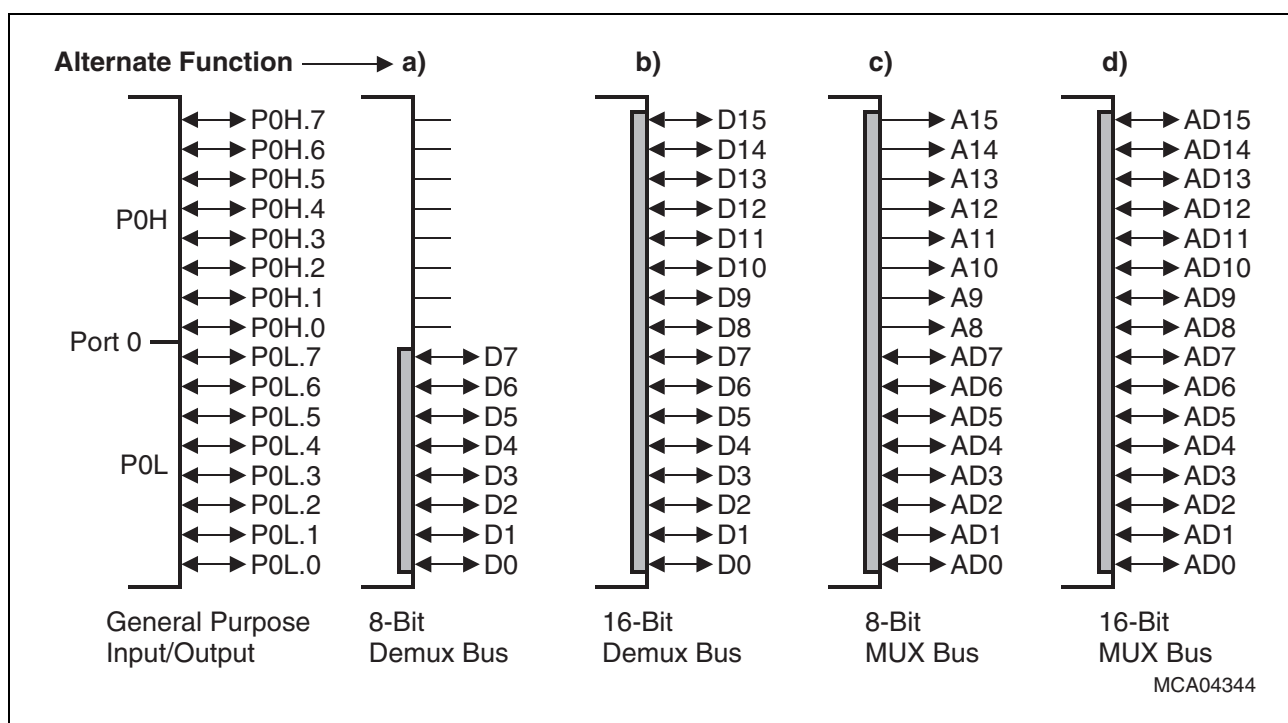 Alternate Function a) b) c) d)
P0H.7 D15 A15 AD15
P0H.6 D14 A14 AD14
P0H.5 D13 A13 AD13
P0H.4 D12 A12 AD12
P0H
P0H.3 D11 A11 AD11
P0H.2 D10 A10 AD10
P0H.1 D9 A9 AD9
P0H.0 D8 A8 AD8
Port 0
P0L.7 D7 D7 AD7 AD7
P0L.6 D6 D6 AD6 AD6
P0L.5 D5 D5 AD5 AD5
P0L.4 D4 D4 AD4 AD4
P0L
P0L.3 D3 D3 AD3 AD3
P0L.2 D2 D2 AD2 AD2
P0L.1 D1 D1 AD1 AD1
P0L.0 D0 D0 AD0 AD0
General Purpose 8-Bit 16-Bit 8-Bit 16-Bit
Input/Output Demux Bus Demux Bus MUX Bus MUX Bus
MCA04344